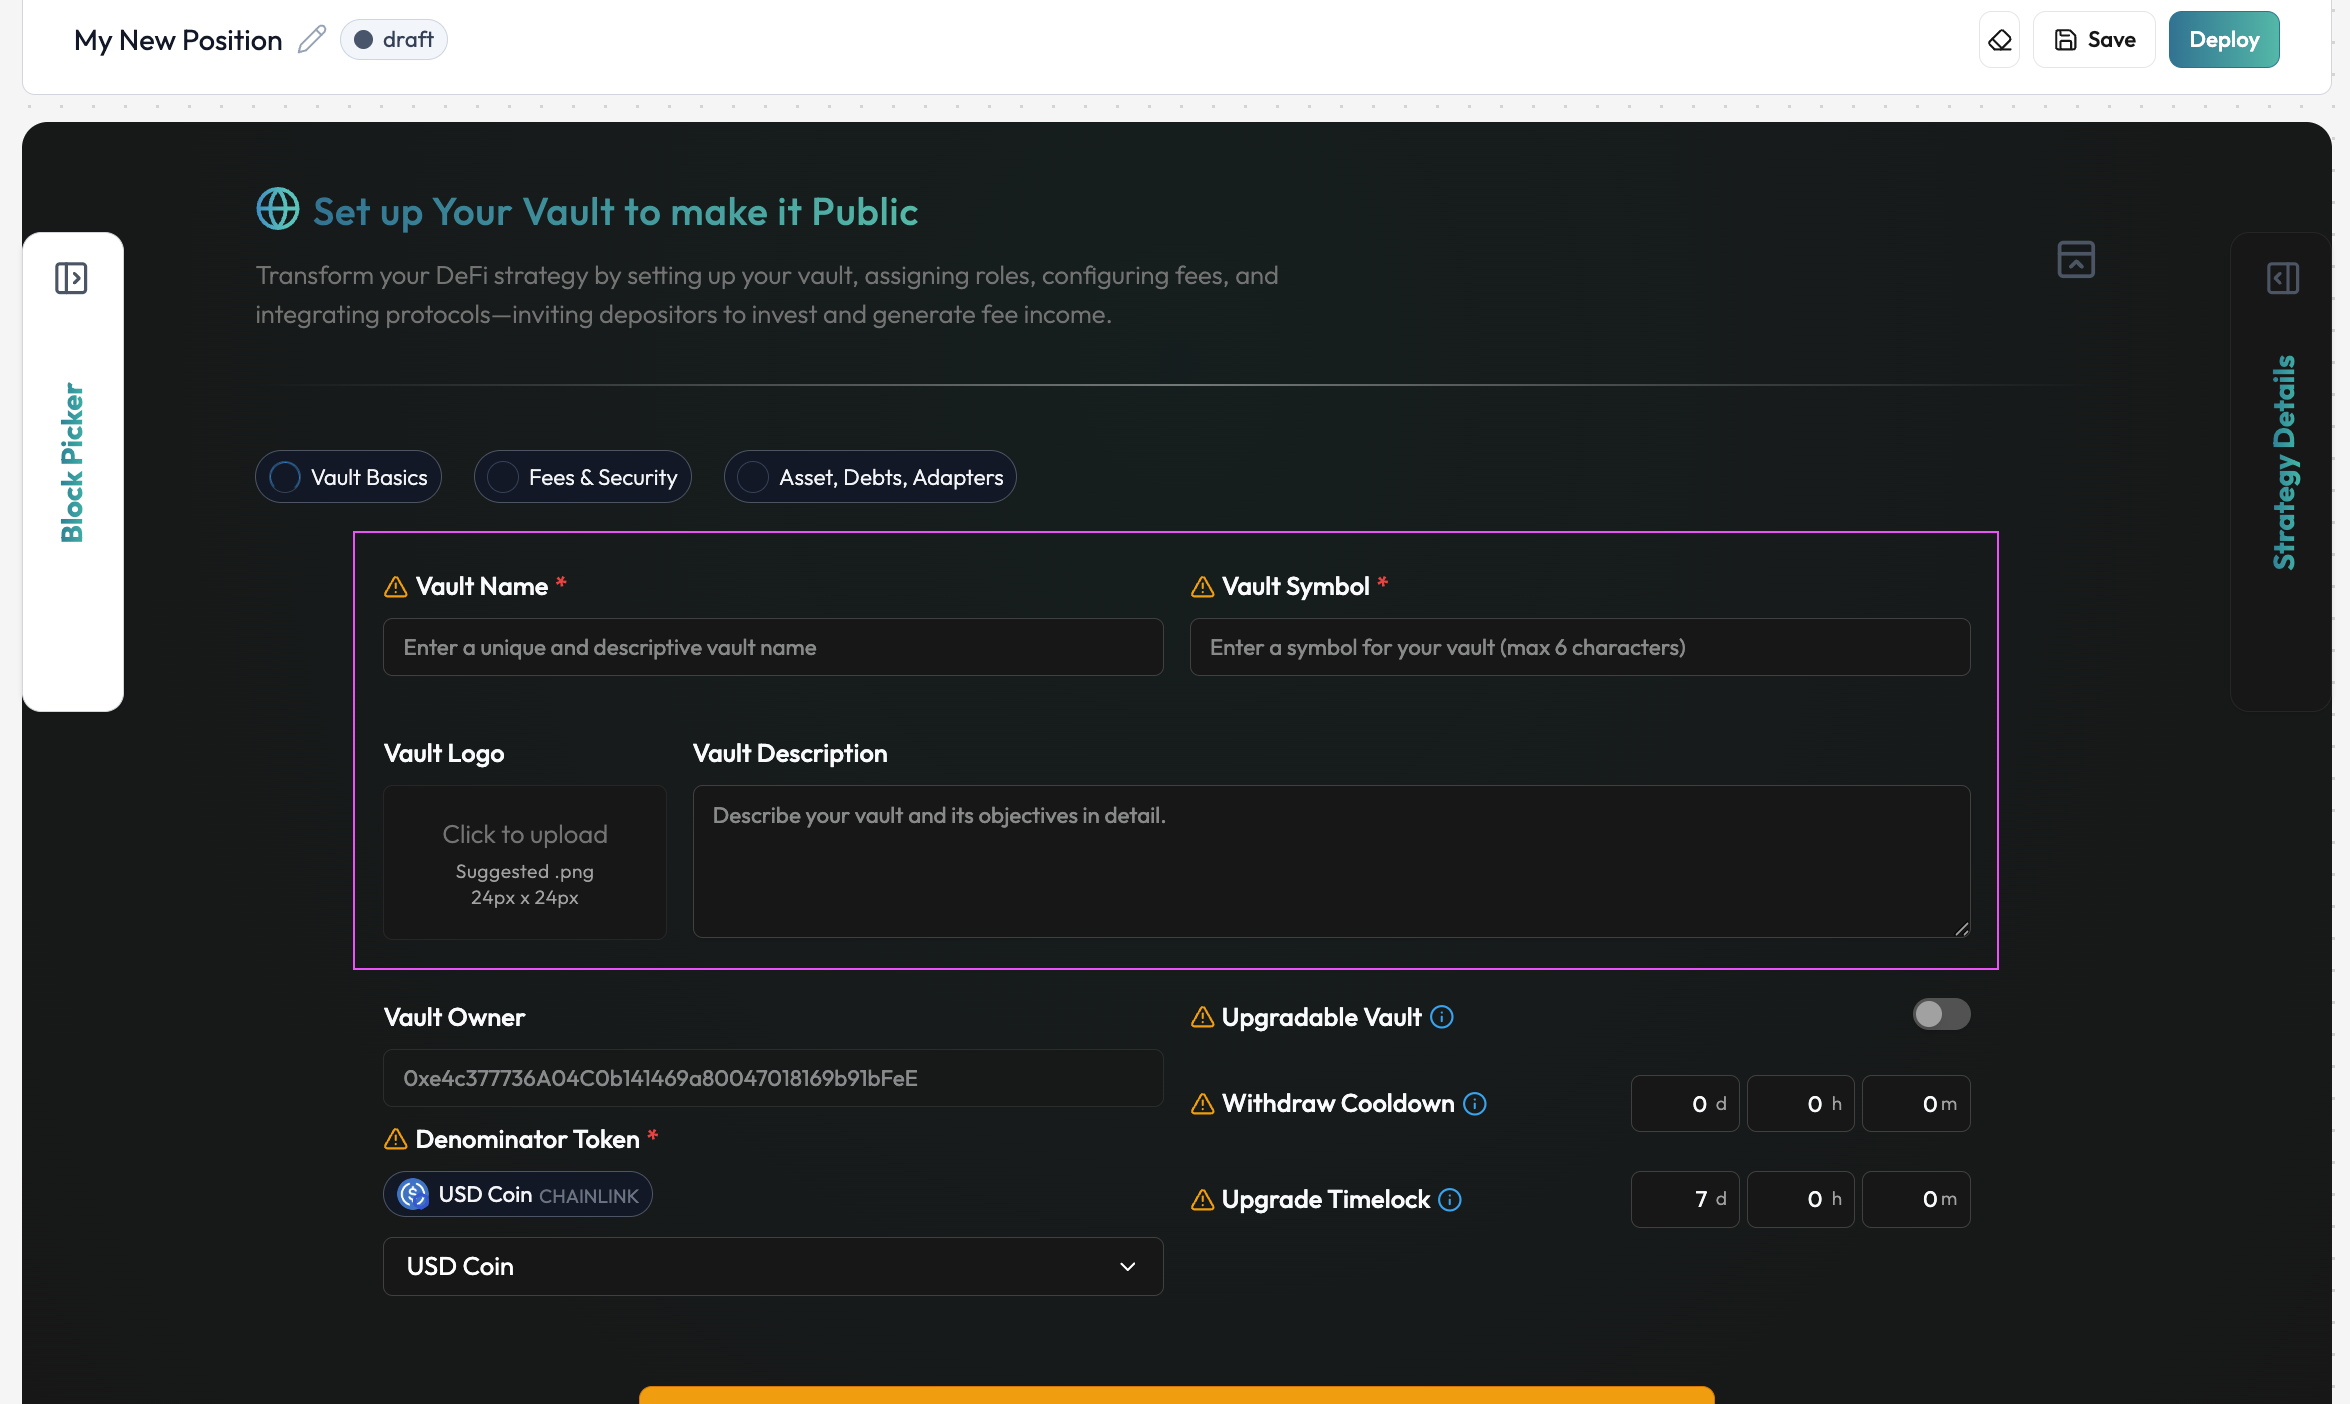 My New Position
draft
Save
Deploy
Set up Your Vault to make it Public
Transform your DeFi strategy by setting up your vault, assigning roles, configuring fees, and
integrating protocols—inviting depositors to invest and generate fee income.
Block Picker
Strategy Details
Vault Basics
Fees & Security
Asset, Debts, Adapters
Vault Name *
Vault Symbol *
Enter a unique and descriptive vault name
Enter a symbol for your vault (max 6 characters)
Vault Logo
Vault Description
Click to upload
Suggested .png
24px x 24px
Describe your vault and its objectives in detail.
Vault Owner
0xe4c377736A04C0b141469a80047018169b91bFeE
Denominator Token *
USD Coin CHAINLINK
USD Coin
Upgradable Vault
Withdraw Cooldown
0 d
0 h
0 m
Upgrade Timelock
7 d
0 h
0 m